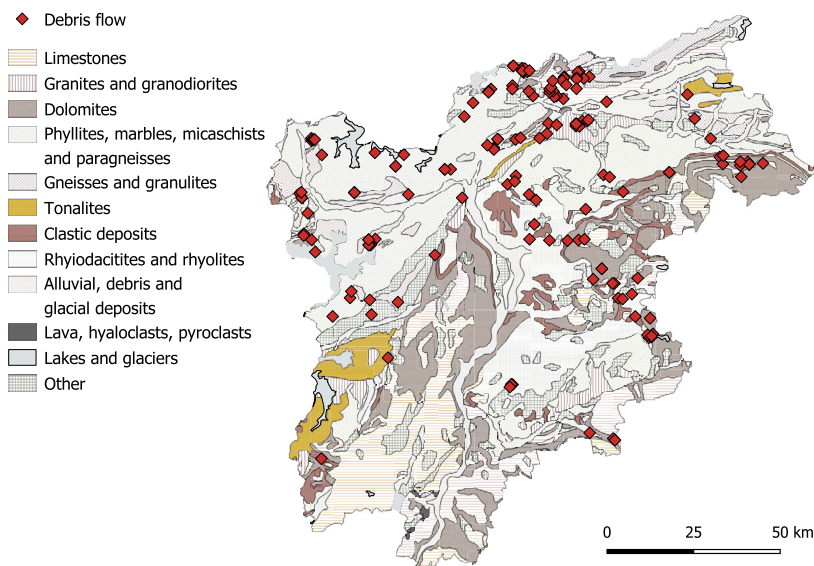 Debris flow
Limestones
Granites and granodiorites
Dolomites
Phyllites, marbles, micaschists
and paragneisses
Gneisses and granulites
Tonalites
Clastic deposits
Rhyiodacitites and rhyolites
Alluvial, debris and
glacial deposits
Lava, hyaloclasts, pyroclasts
Lakes and glaciers
Other
0 25 50 km